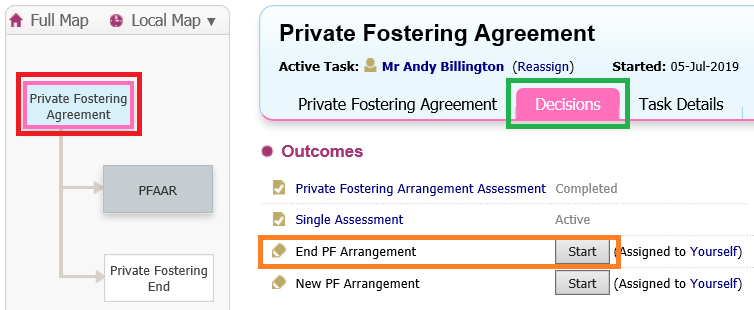 Full Map Local Map ▼
Private Fostering
Agreement
PFAAR
Private Fostering
End
Private Fostering Agreement
Active Task: Mr Andy Billington (Reassign) Started: 05-Jul-2019
Private Fostering Agreement Decisions Task Details
Outcomes
Private Fostering Arrangement Assessment Completed
Single Assessment Active
End PF Arrangement Start (Assigned to Yourself)
New PF Arrangement Start (Assigned to Yourself)